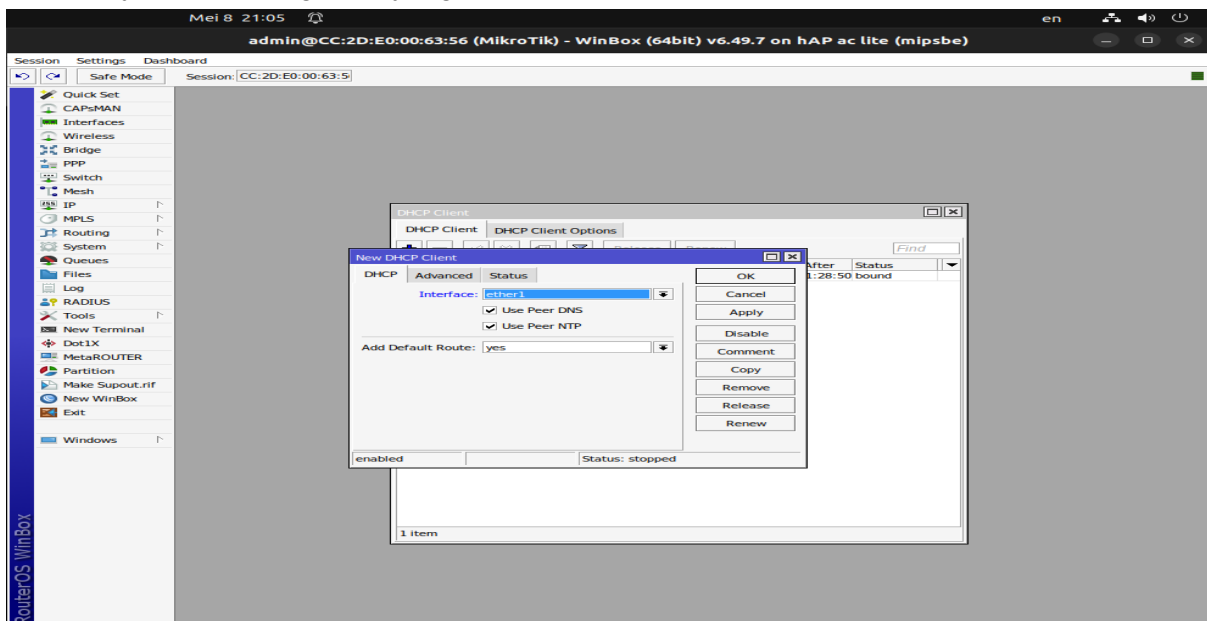 Mei 8 21:05
en
admin@CC:2D:E0:00:63:56 (MikroTik) - WinBox (64bit) v6.49.7 on hAP ac lite (mipsbe)
Session Settings Dashboard
Safe Mode Session: CC:2D:E0:00:63:5
Quick Set
CAPsMAN
Interfaces
Wireless
Bridge
PPP
Switch
Mesh
IP
MPLS
Routing
System
Queues
Files
Log
RADIUS
Tools
New Terminal
Dot1X
MetaROUTER
Partition
Make Supout.rif
New WinBox
Exit
Windows
RouterOS WinBox
DHCP Client
DHCP Client DHCP Client Options
Release Renew Find
After Status
1:28:50 bound
1 item
New DHCP Client
DHCP Advanced Status
Interface: ether1
Use Peer DNS
Use Peer NTP
Add Default Route: yes
OK
Cancel
Apply
Disable
Comment
Copy
Remove
Release
Renew
enabled Status: stopped